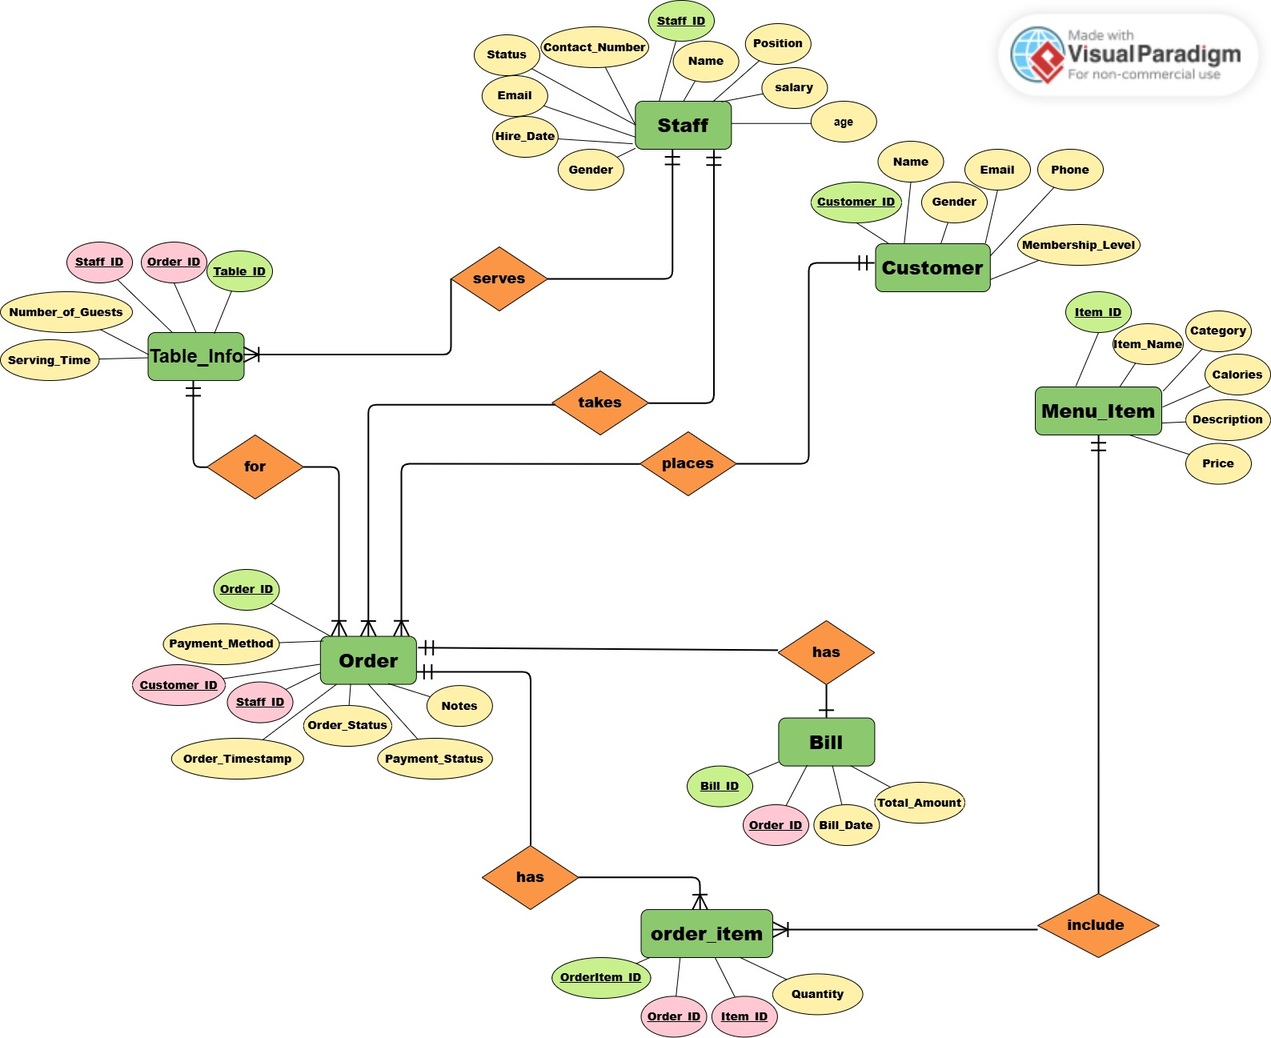 Made with
VisualParadigm
For non-commercial use
Staff_ID
Status
Contact_Number
Name
Position
Email
salary
Hire_Date
age
Gender
Staff
Name
Email
Phone
Customer_ID
Gender
Membership_Level
Customer
Staff_ID
Order_ID
Table_ID
Number_of_Guests
Serving_Time
Table_Info
serves
Item_ID
Item_Name
Category
Calories
Description
Price
Menu_Item
takes
for
places
Order_ID
Payment_Method
Customer_ID
Staff_ID
Order_Timestamp
Order_Status
Payment_Status
Notes
Order
has
Bill
Bill_ID
Order_ID
Bill_Date
Total_Amount
has
include
order_item
OrderItem_ID
Order_ID
Item_ID
Quantity